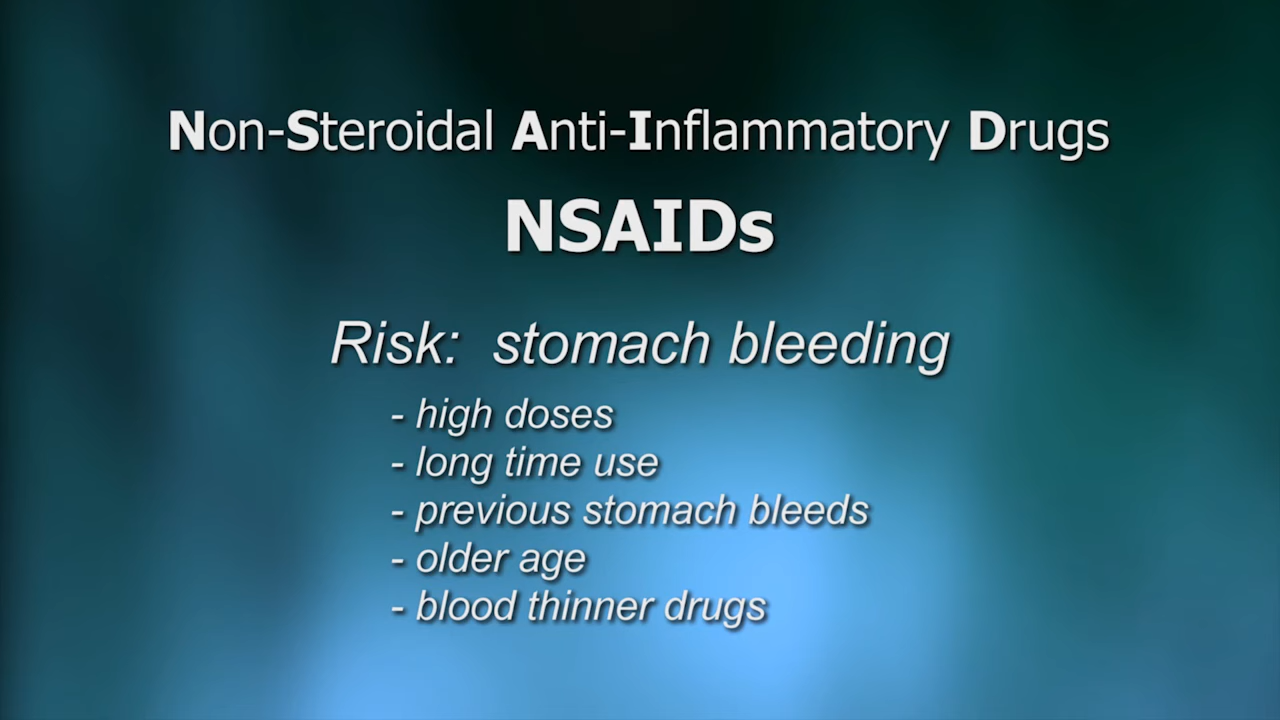 Non-Steroidal Anti-Inflammatory Drugs
NSAIDs
Risk: stomach bleeding
- high doses
- long time use
- previous stomach bleeds
- older age
- blood thinner drugs